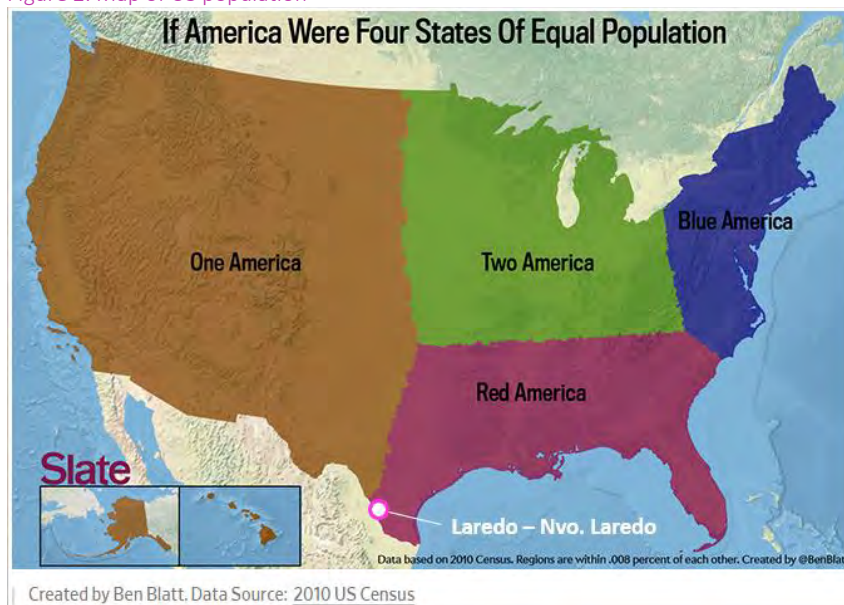 If America Were Four States Of Equal Population
Blue America
One America
Two America
Red America
Slate
Laredo – Nvo. Laredo
Data based on 2010 Census. Regions are within .008 percent of each other. Created by @BenBlat
Created by Ben Blatt. Data Source: 2010 US Census